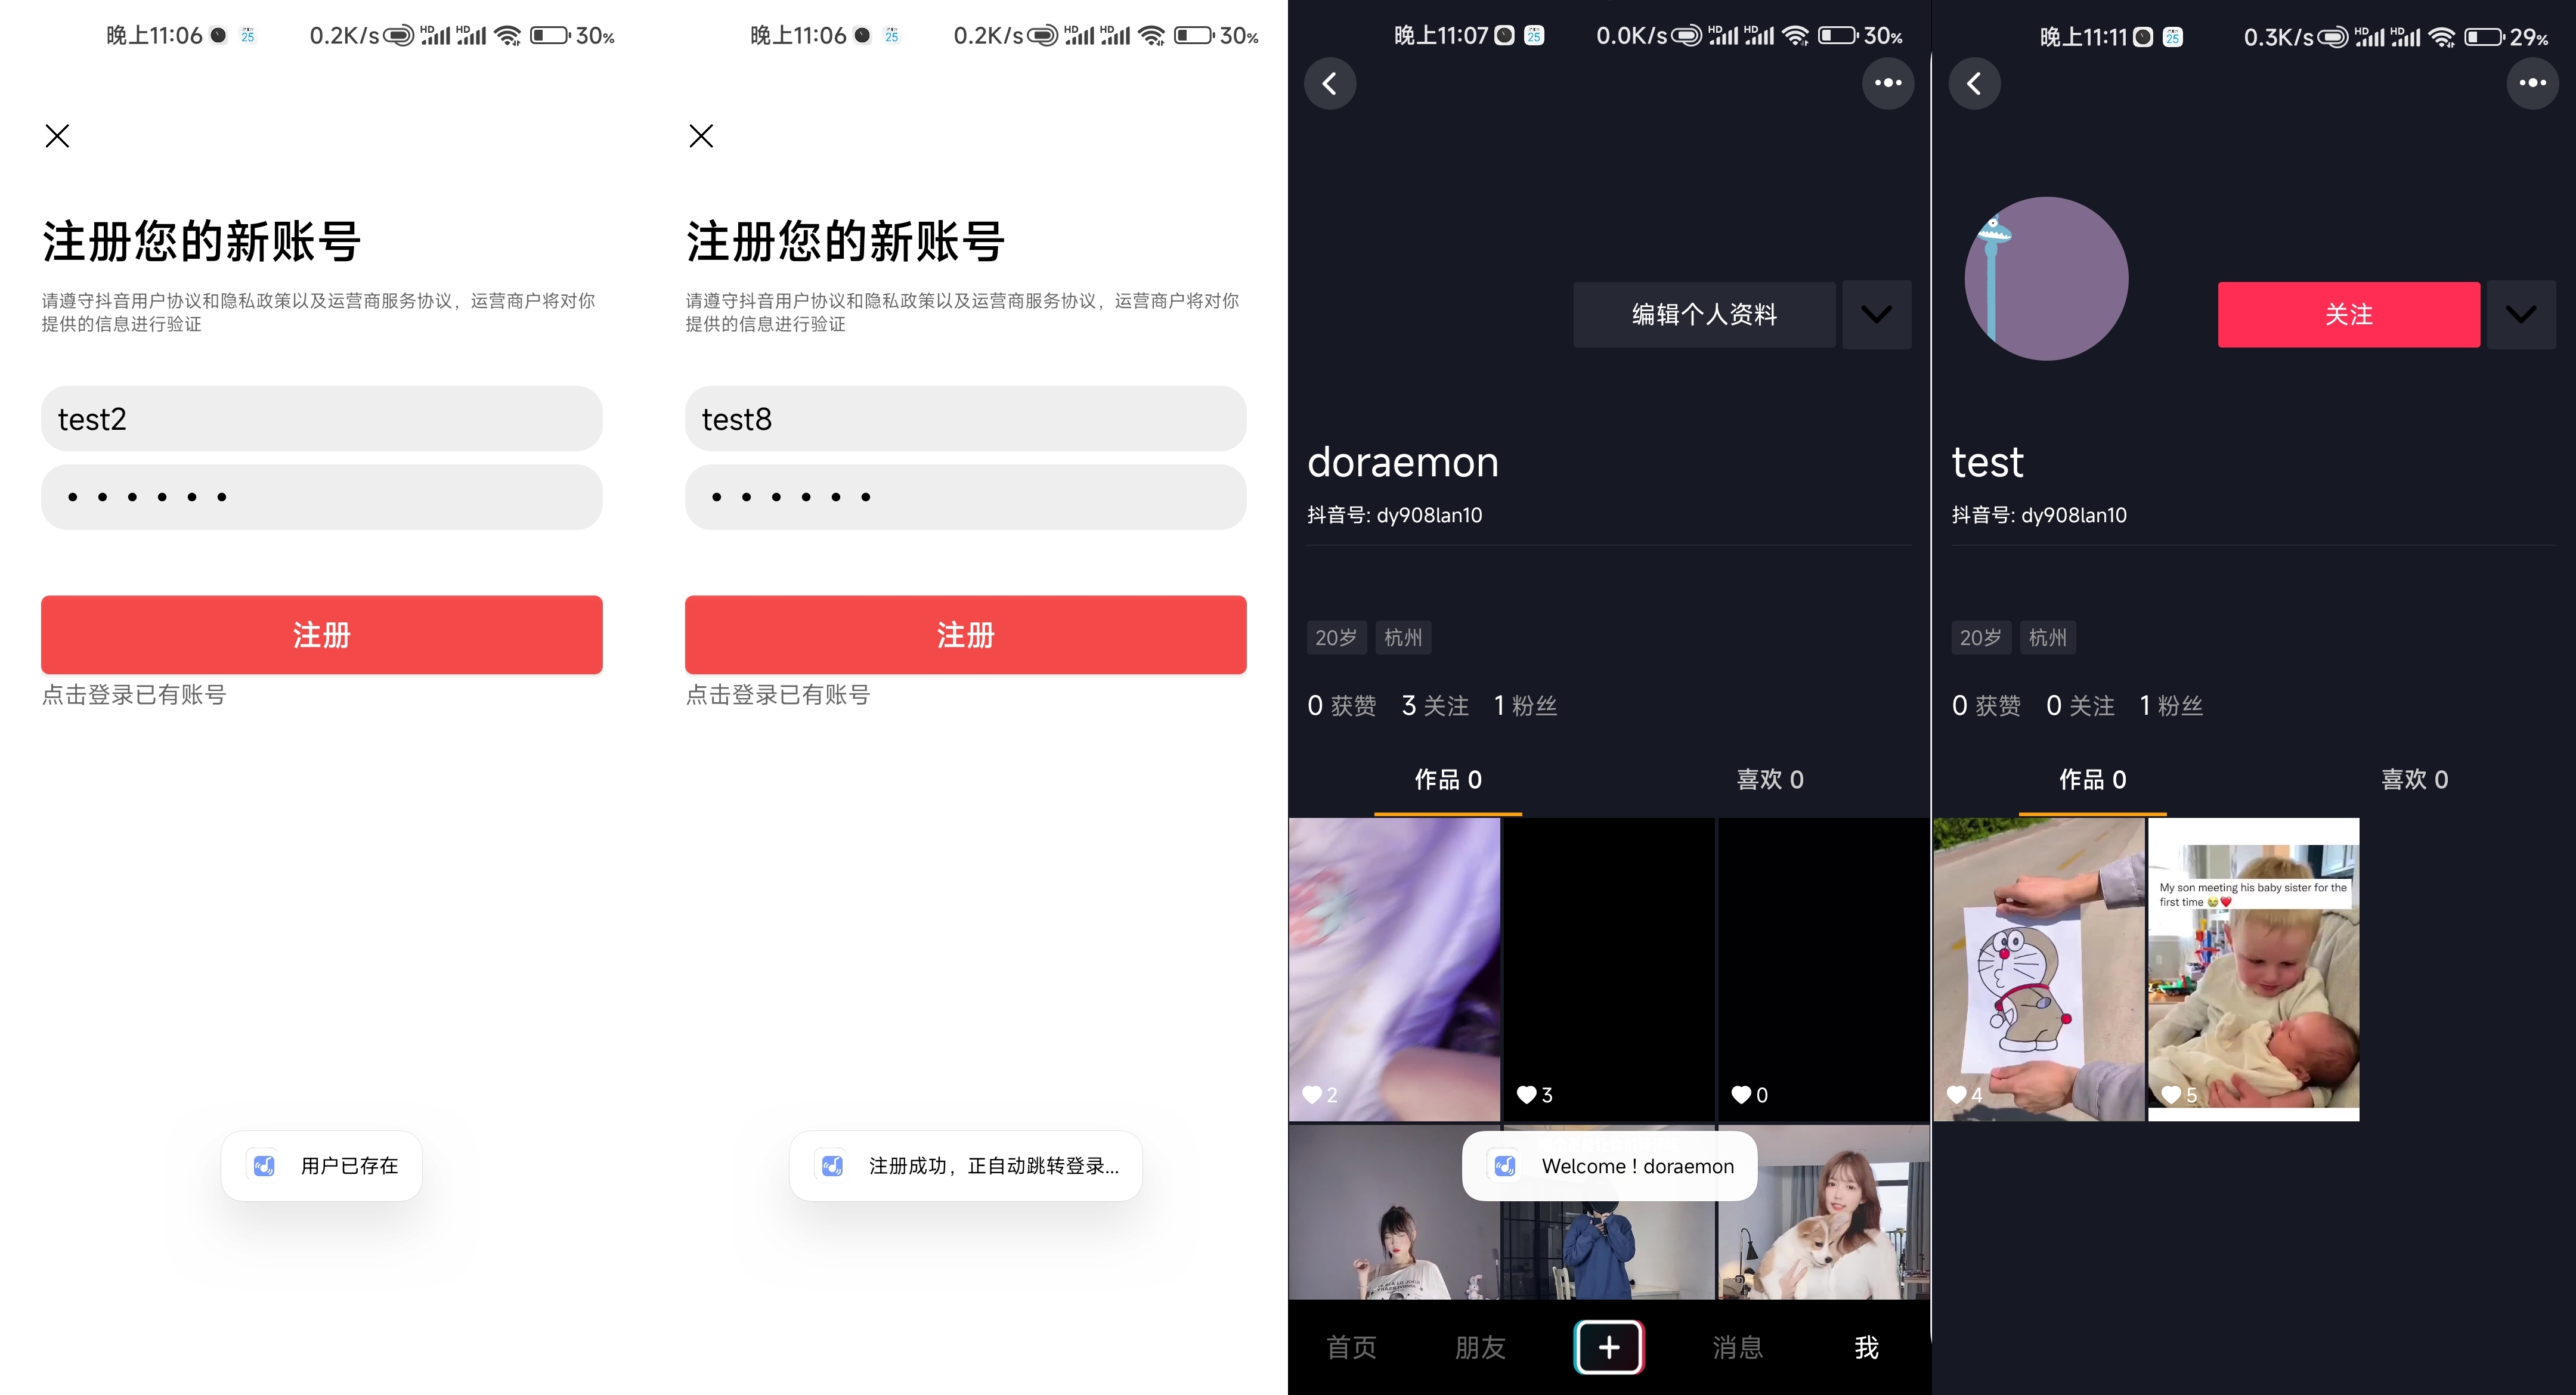 晚上11:06
25
0.2K/s
HD
HD
30%
注册您的新账号
请遵守抖音用户协议和隐私政策以及运营商服务协议，运营商户将对你
提供的信息进行验证
test2
注册
点击登录已有账号
用户已存在
晚上11:06
25
0.2K/s
HD
HD
30%
注册您的新账号
请遵守抖音用户协议和隐私政策以及运营商服务协议，运营商户将对你
提供的信息进行验证
test8
注册
点击登录已有账号
注册成功，正自动跳转登录...
晚上11:07
25
0.0K/s
HD
HD
30%
编辑个人资料
doraemon
抖音号: dy908lan10
20岁 杭州
0 获赞 3 关注 1 粉丝
作品 0 喜欢 0
2
3
0
Welcome ! doraemon
首页 朋友 消息 我
晚上11:11
25
0.3K/s
HD
HD
29%
关注
test
抖音号: dy908lan10
20岁 杭州
0 获赞 0 关注 1 粉丝
作品 0 喜欢 0
My son meeting his baby sister for the
first time 😭❤️
4
5